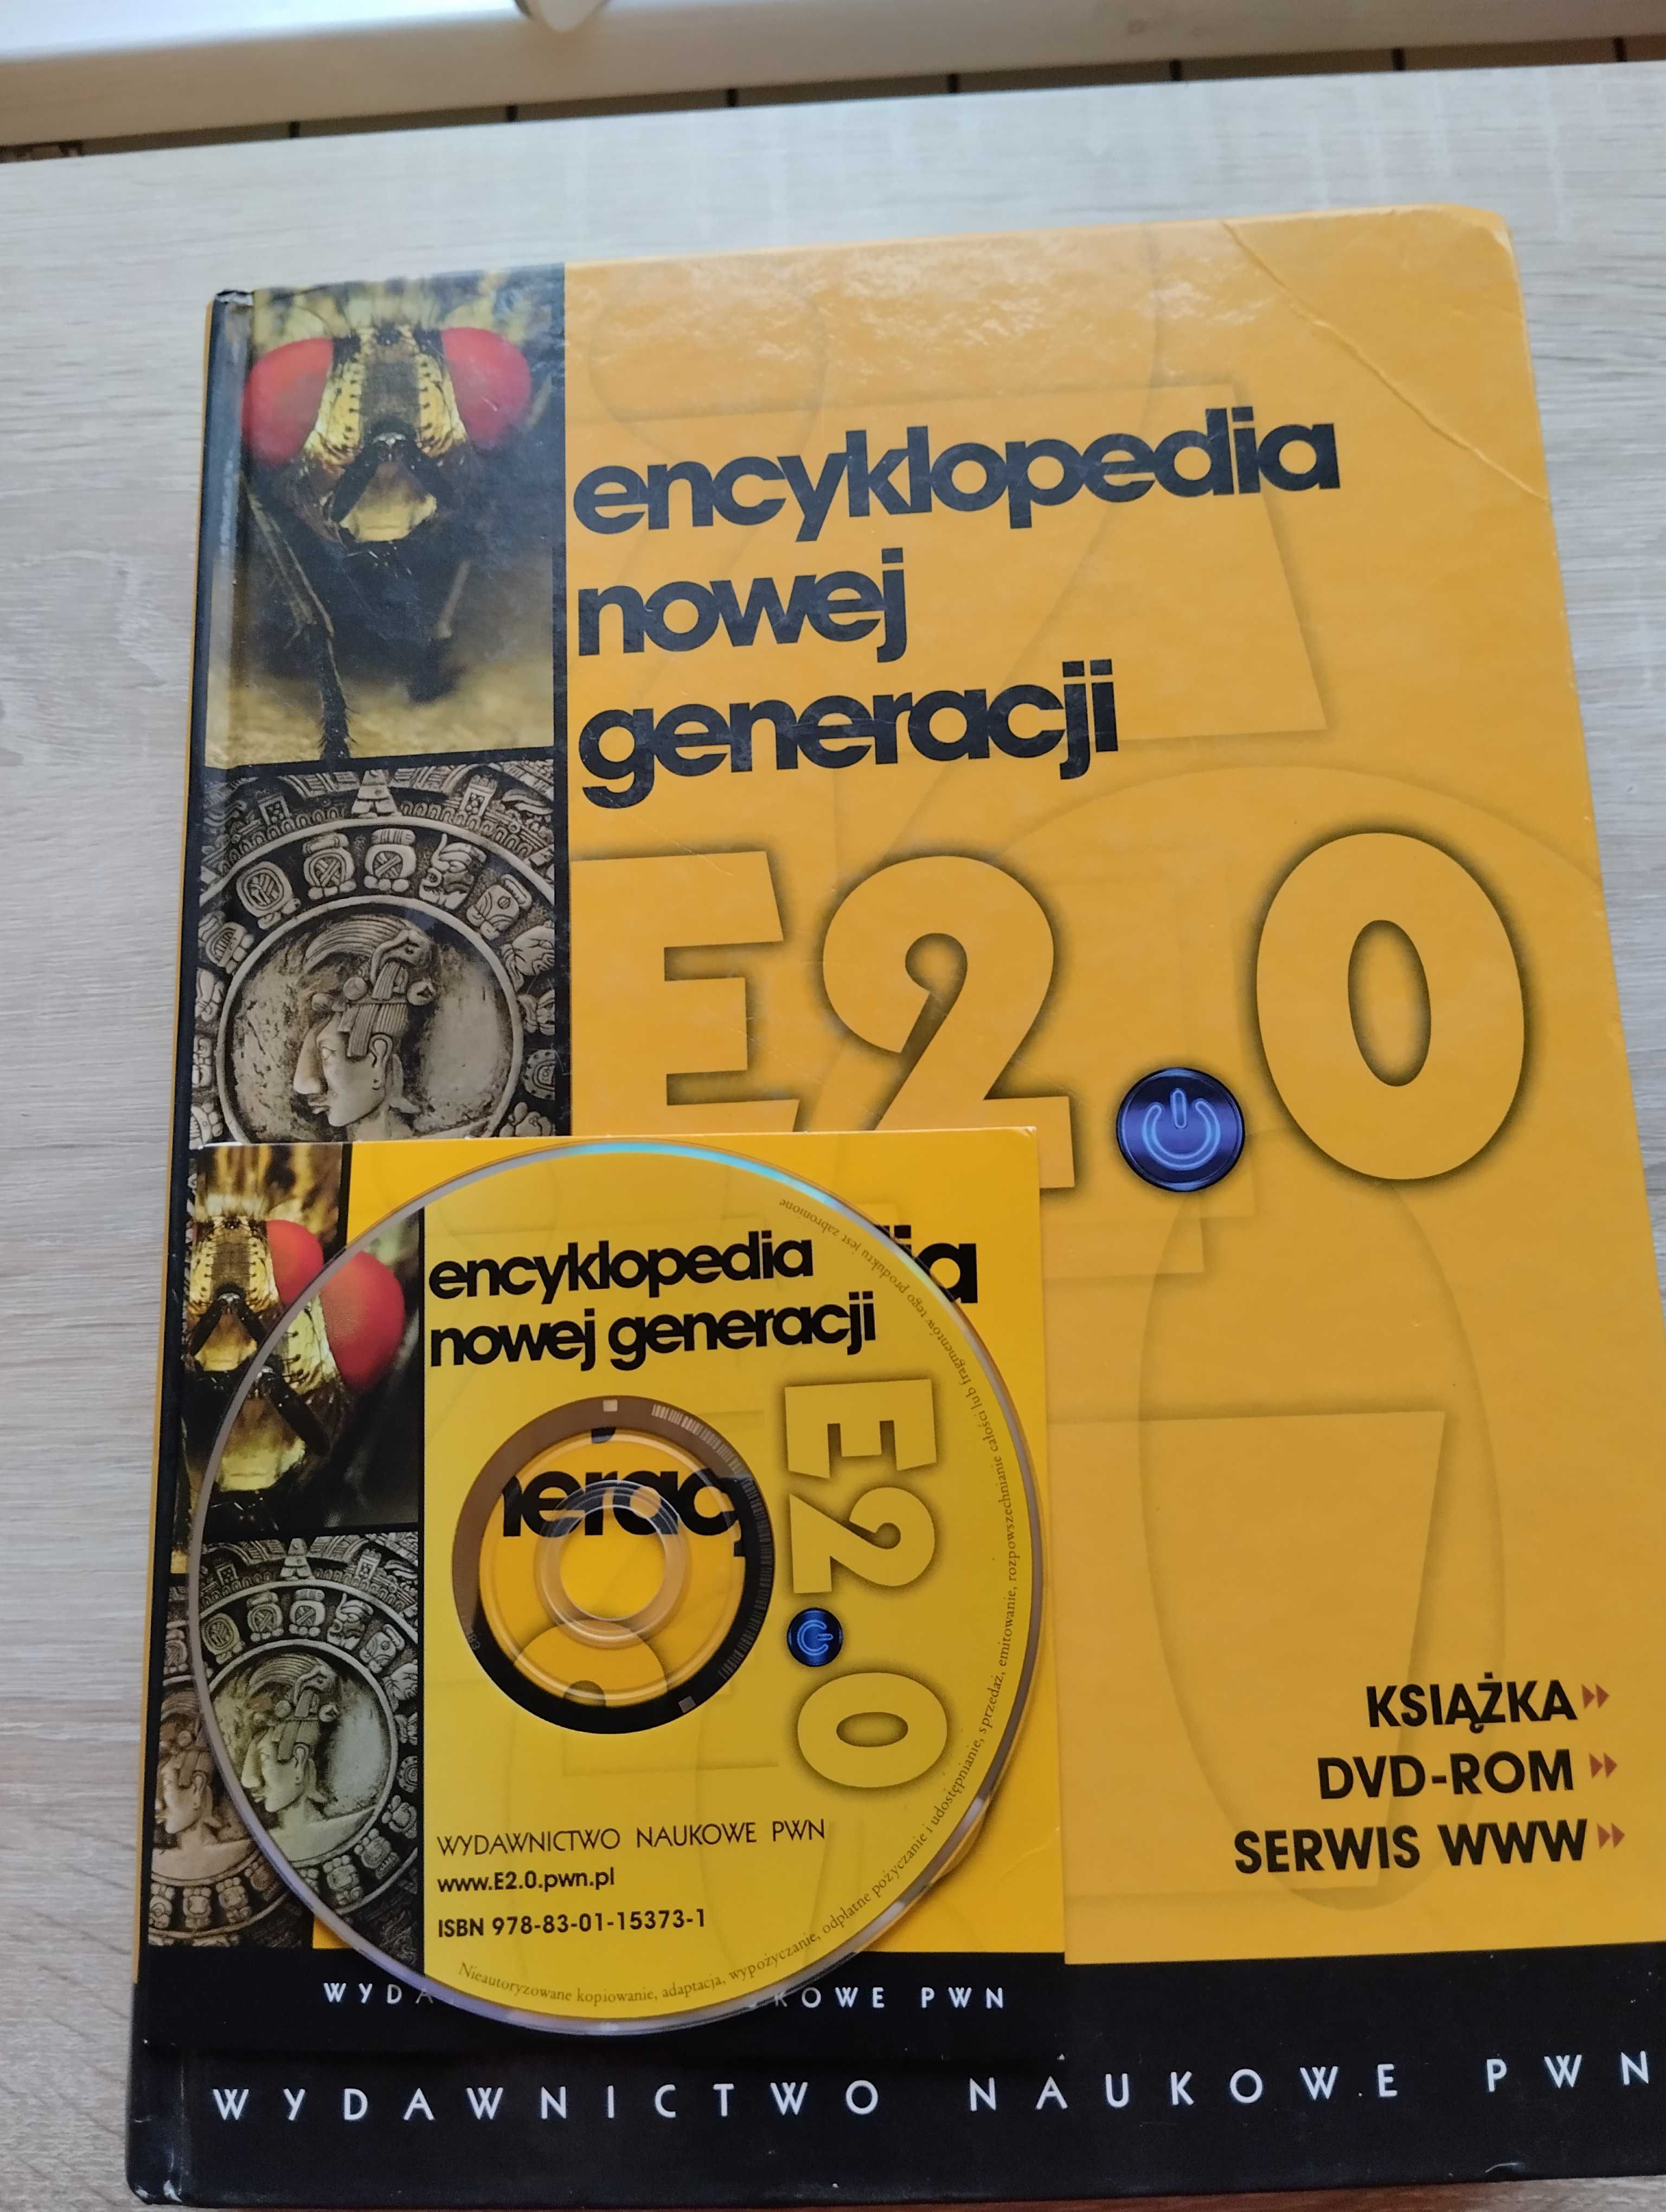 encyklopedia
nowej
generacji
E2.0
KSIĄŻKA
DVD-ROM
SERWIS WWW
WYDAWNICTWO NAUKOWE PWN
ia
nerac
encyklopedia
nowej generacji
E2.0
WYDAWNICTWO NAUKOWE PWN
www.E2.0.pwn.pl
ISBN 978-83-01-15373-1
Nieautoryzowane kopiowanie, adaptacja, wypożyczanie, odpłatne pożyczanie i udostępnianie, sprzedaż, emitowanie, rozpowszechnianie całości lub fragmentów tego produktu jest zabronione
WYDA KOWE PWN